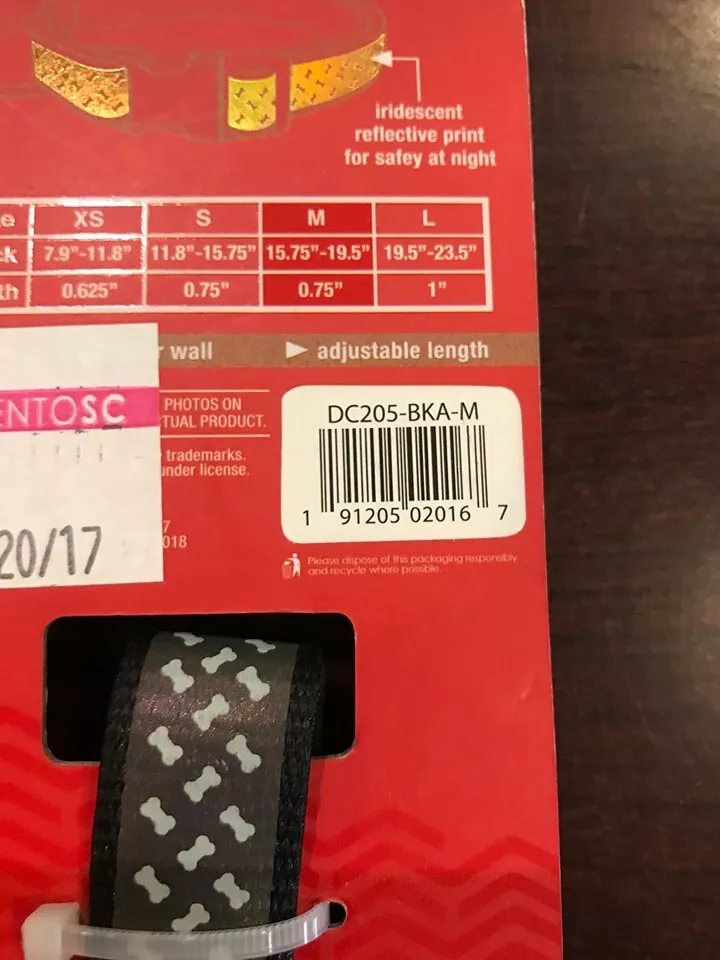 iridescent
reflective print
for safey at night
XS S M L
7.9”-11.8” 11.8”-15.75” 15.75”-19.5” 19.5”-23.5”
0.625” 0.75” 0.75” 1”
wall ▶ adjustable length
ENTOSC
PHOTOS ON
TUAL PRODUCT.
trademarks.
under license.
7
018
20/17
DC205-BKA-M
1 91205 02016 7
Please dispose of this packaging responsibly
and recycle where possible.